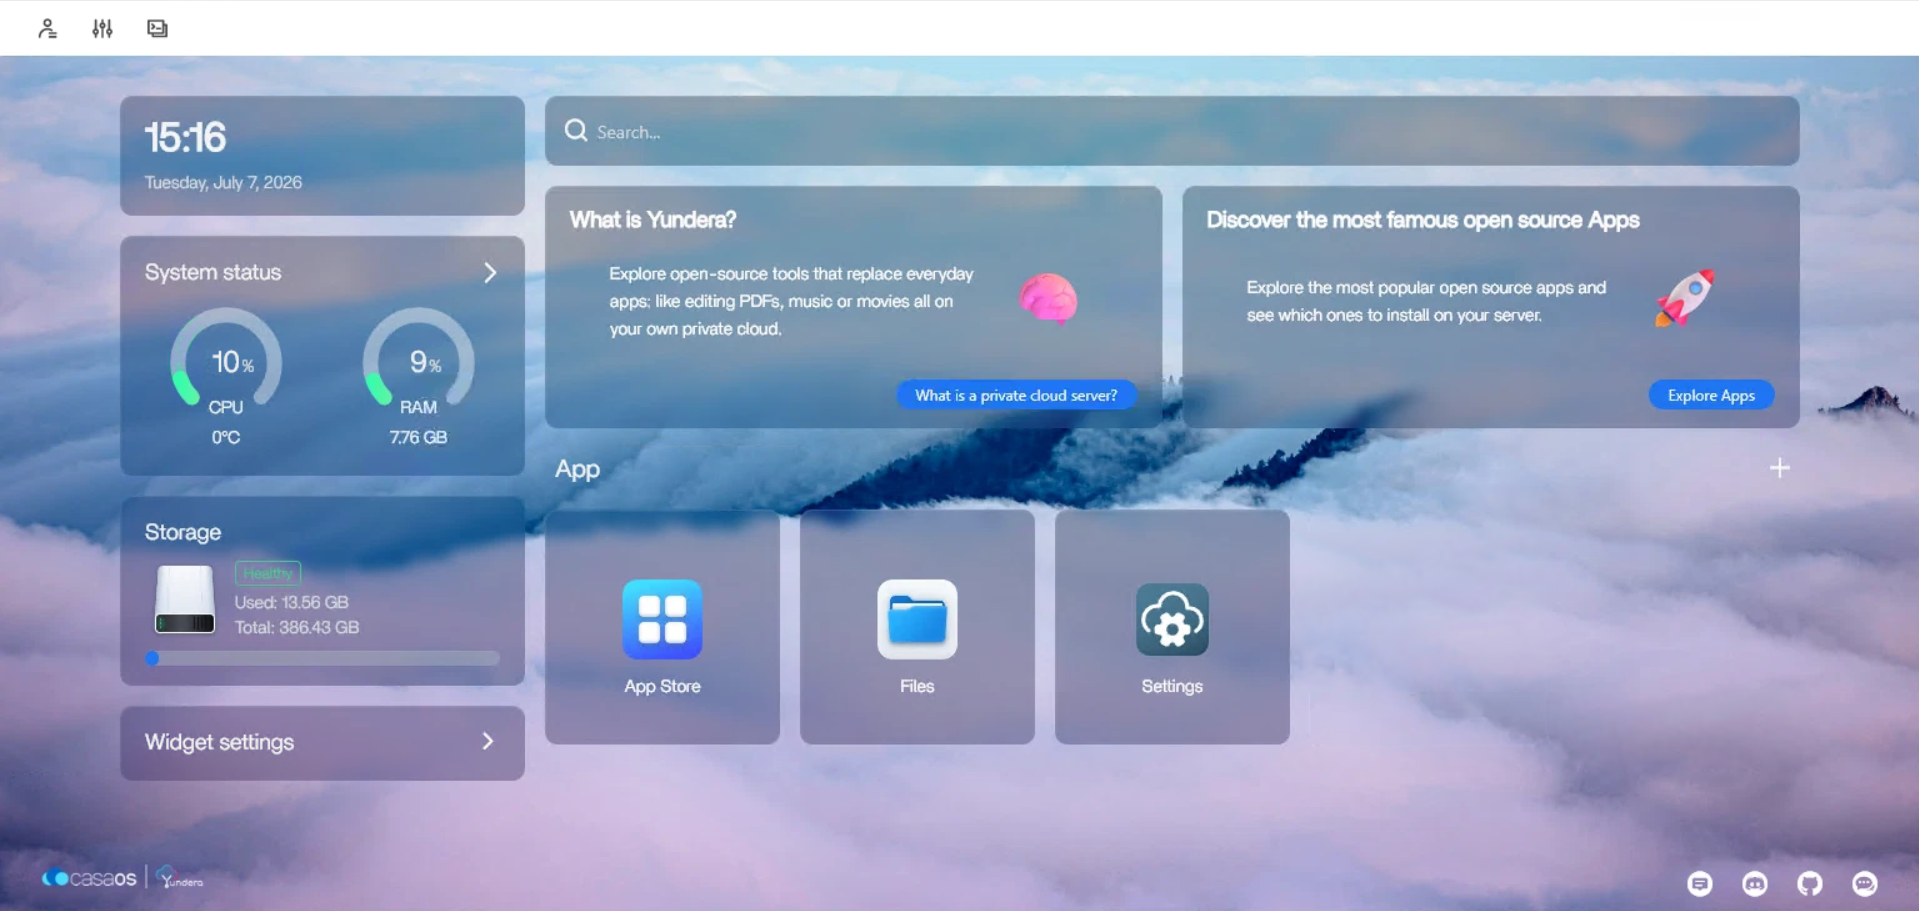 15:16
Tuesday, July 7, 2026
System status
10%
CPU
0°C
9%
RAM
7.76 GB
Storage
Healthy
Used: 13.56 GB
Total: 386.43 GB
Widget settings
Search...
What is Yundera?
Explore open-source tools that replace everyday
apps: like editing PDFs, music or movies all on
your own private cloud.
What is a private cloud server?
Discover the most famous open source Apps
Explore the most popular open source apps and
see which ones to install on your server.
Explore Apps
App
App Store
Files
Settings
casaos
Yundera